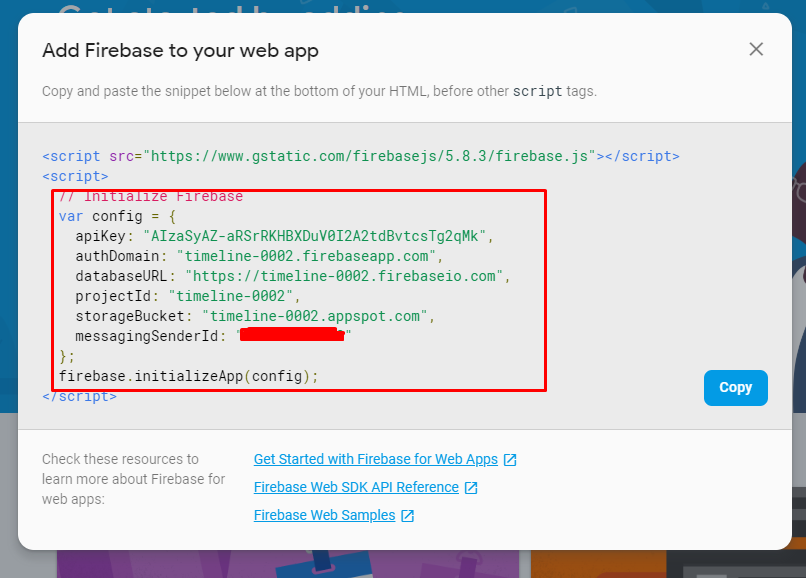 Add Firebase to your web app
Copy and paste the snippet below at the bottom of your HTML, before other script tags.
<script src="https://www.gstatic.com/firebasejs/5.8.3/firebase.js"></script>
<script>
// Initialize Firebase
var config = {
apiKey: "AIzaSyAZ-aRSrRKHBXDuV0I2A2tdBvtcsTg2qMk",
authDomain: "timeline-0002.firebaseapp.com",
databaseURL: "https://timeline-0002.firebaseio.com",
projectId: "timeline-0002",
storageBucket: "timeline-0002.appspot.com",
messagingSenderId: "
};
firebase.initializeApp(config);
</script>
Copy
Check these resources to
learn more about Firebase for
web apps:
Get Started with Firebase for Web Apps
Firebase Web SDK API Reference
Firebase Web Samples